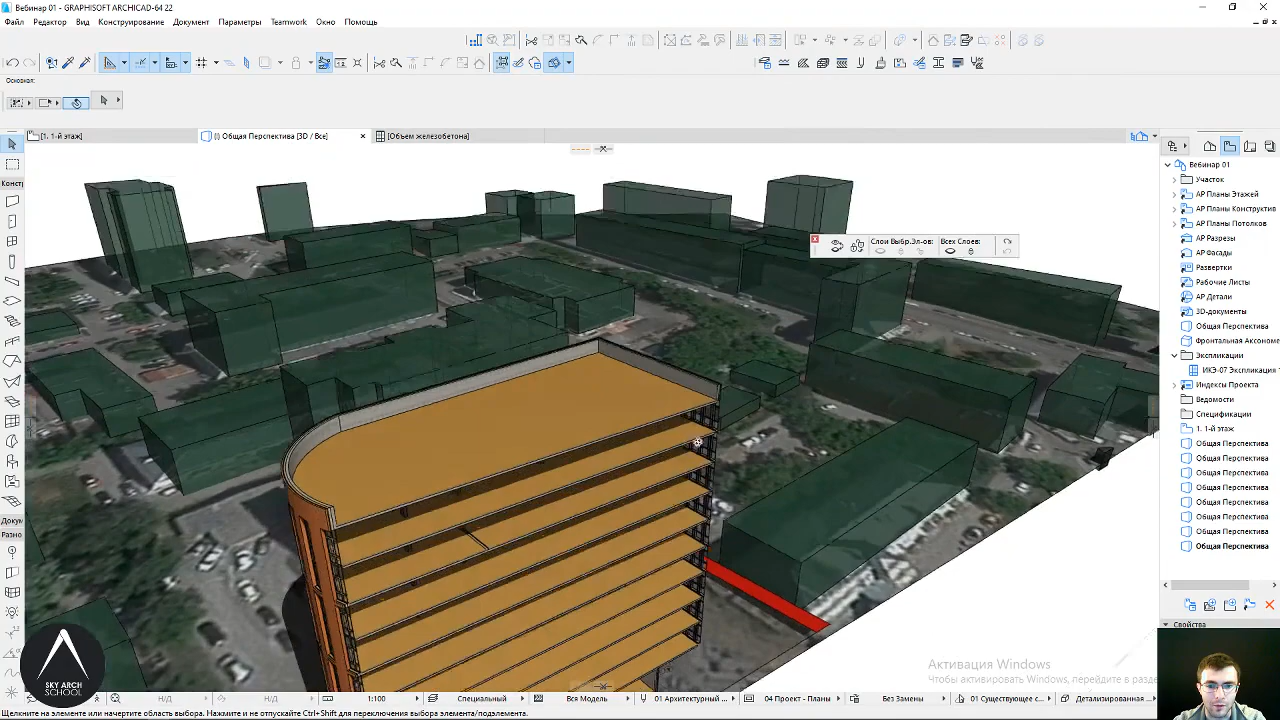 Вебинар 01 - GRAPHISOFT ARCHICAD-64 22
Файл Редактор Вид Конструирование Документ Параметры Teamwork Окно Помощь
Основная:
[1. 1-й этаж] (!) Общая Перспектива [3D / Все] [Объем железобетона]
Констр
Докум
Разно
Слои Выбр.Эл-ов: Всех Слоев:
Вебинар 01
Участок
АР Планы Этажей
АР Планы Конструктив
АР Планы Потолков
АР Разрезы
АР Фасады
Развертки
Рабочие Листы
АР Детали
3D-документы
Общая Перспектива
Фронтальная Аксономе
Экспликации
ИКЭ-07 Экспликация
Индексы Проекта
Ведомости
Спецификации
1. 1-й этаж
Общая Перспектива
Общая Перспектива
Общая Перспектива
Общая Перспектива
Общая Перспектива
Общая Перспектива
Общая Перспектива
Общая Перспектива
Свойства
SKY ARCH
SCHOOL
Активация Windows
Чтобы активировать Windows, перейдите в разде
Н/Д Н/Д 1:100 Специальный Вся Модель 01 Архитектурный ... 04 Проект - Планы Без Замены 01 Существующее с... Детализированная ...
Щелкните на элементе или начертите область выбора. Нажмите и не отпускайте Ctrl+Shift для переключения выбора элемента/подэлемента.